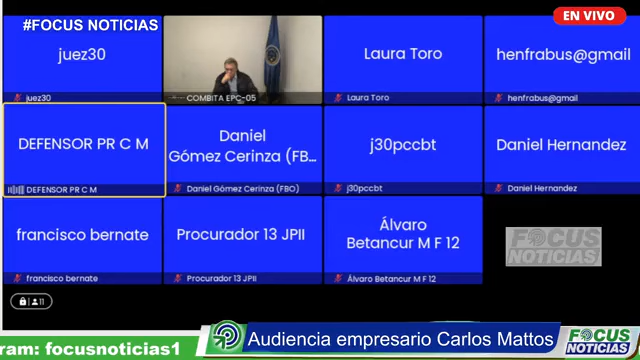 #FOCUS NOTICIAS
EN VIVO
juez30
juez30
COMBITA EPC-05
Laura Toro
Laura Toro
henfrabus@gmail
henfrabus@gmail
DEFENSOR PR C M
DEFENSOR PR C M
Daniel
Gómez Cerinza (FB...
Daniel Gómez Cerinza (FBO)
j30pccbt
j30pccbt
Daniel Hernandez
Daniel Hernandez
francisco bernate
francisco bernate
Procurador 13 JPII
Procurador 13 JPII
Álvaro
Betancur M F 12
Álvaro Betancur M F 12
FOCUS
NOTICIAS
11
ram: focusnoticias1
Audiencia empresario Carlos Mattos
FOCUS
NOTICIAS